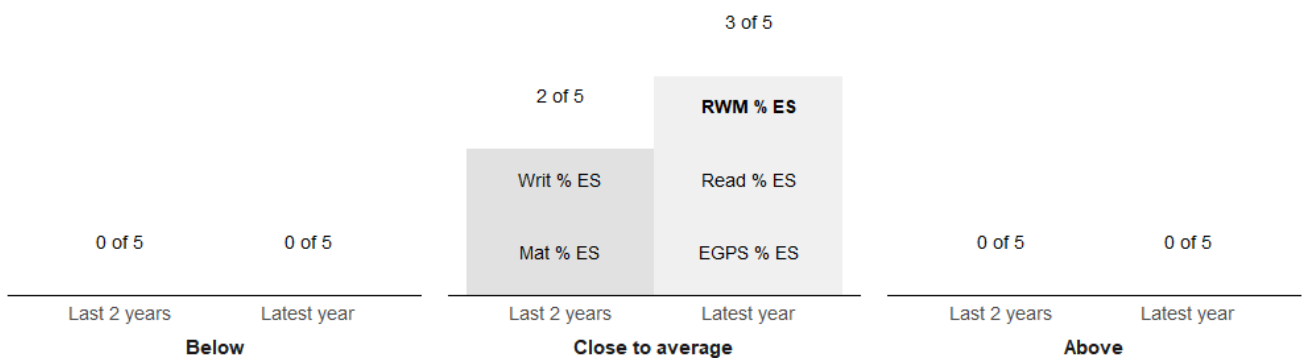 3 of 5
2 of 5
RWM % ES
Writ % ES
Read % ES
0 of 5
0 of 5
Mat % ES
EGPS % ES
0 of 5
0 of 5
Last 2 years
Latest year
Last 2 years
Latest year
Last 2 years
Latest year
Below
Close to average
Above